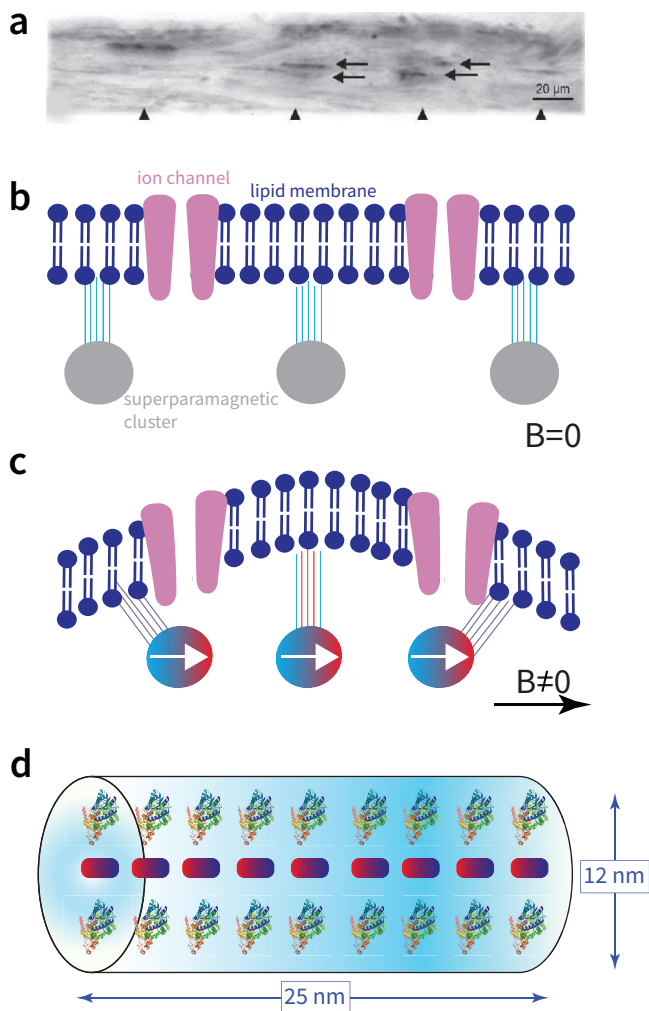 a
20 µm
b
ion channel
lipid membrane
superparamagnetic
cluster
B=0
c
B≠0
d
12 nm
25 nm